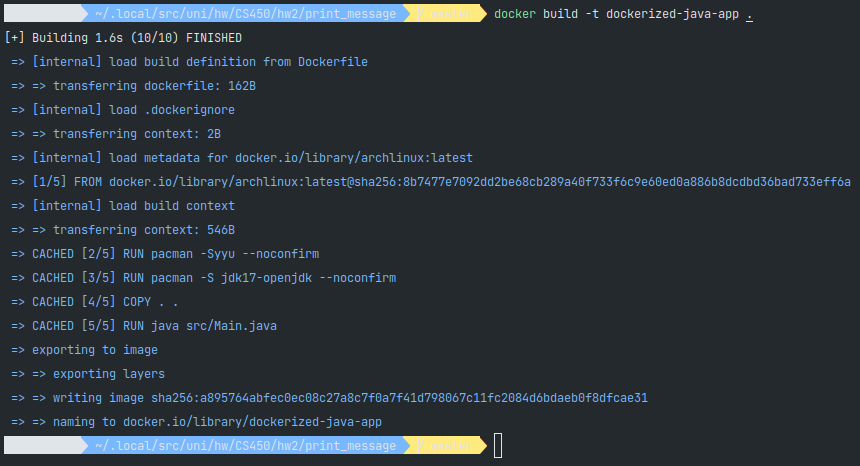 ~/.local/src/uni/hw/CS450/hw2/print_message master docker build -t dockerized-java-app .
[+] Building 1.6s (10/10) FINISHED
=> [internal] load build definition from Dockerfile
=> => transferring dockerfile: 162B
=> [internal] load .dockerignore
=> => transferring context: 2B
=> [internal] load metadata for docker.io/library/archlinux:latest
=> [1/5] FROM docker.io/library/archlinux:latest@sha256:8b7477e7092dd2be68cb289a40f733f6c9e60ed0a886b8dcdbd36bad733eff6a
=> [internal] load build context
=> => transferring context: 546B
=> CACHED [2/5] RUN pacman -Syyu --noconfirm
=> CACHED [3/5] RUN pacman -S jdk17-openjdk --noconfirm
=> CACHED [4/5] COPY . .
=> CACHED [5/5] RUN java src/Main.java
=> exporting to image
=> => exporting layers
=> => writing image sha256:a895764abfec0ec08c27a8c7f0a7f41d798067c11fc2084d6bdaeb0f8dfcae31
=> => naming to docker.io/library/dockerized-java-app
~/.local/src/uni/hw/CS450/hw2/print_message master